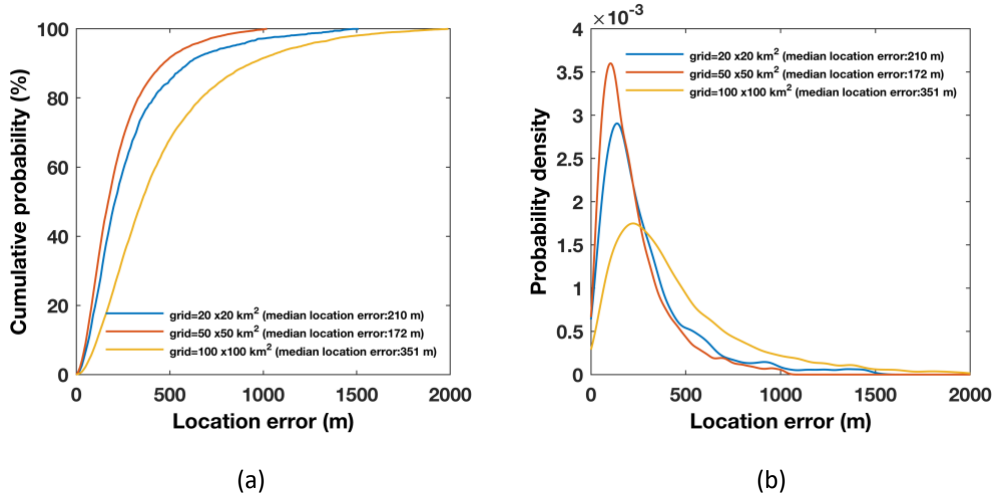 100
80
60
40
20
0
Cumulative probability (%)
grid=20 x20 km² (median location error:210 m)
grid=50 x50 km² (median location error:172 m)
grid=100 x100 km² (median location error:351 m)
0 500 1000 1500 2000
Location error (m)
(a)
×10⁻³
4
3.5
3
2.5
2
1.5
1
0.5
0
Probability density
grid=20 x20 km² (median location error:210 m)
grid=50 x50 km² (median location error:172 m)
grid=100 x100 km² (median location error:351 m)
0 500 1000 1500 2000
Location error (m)
(b)